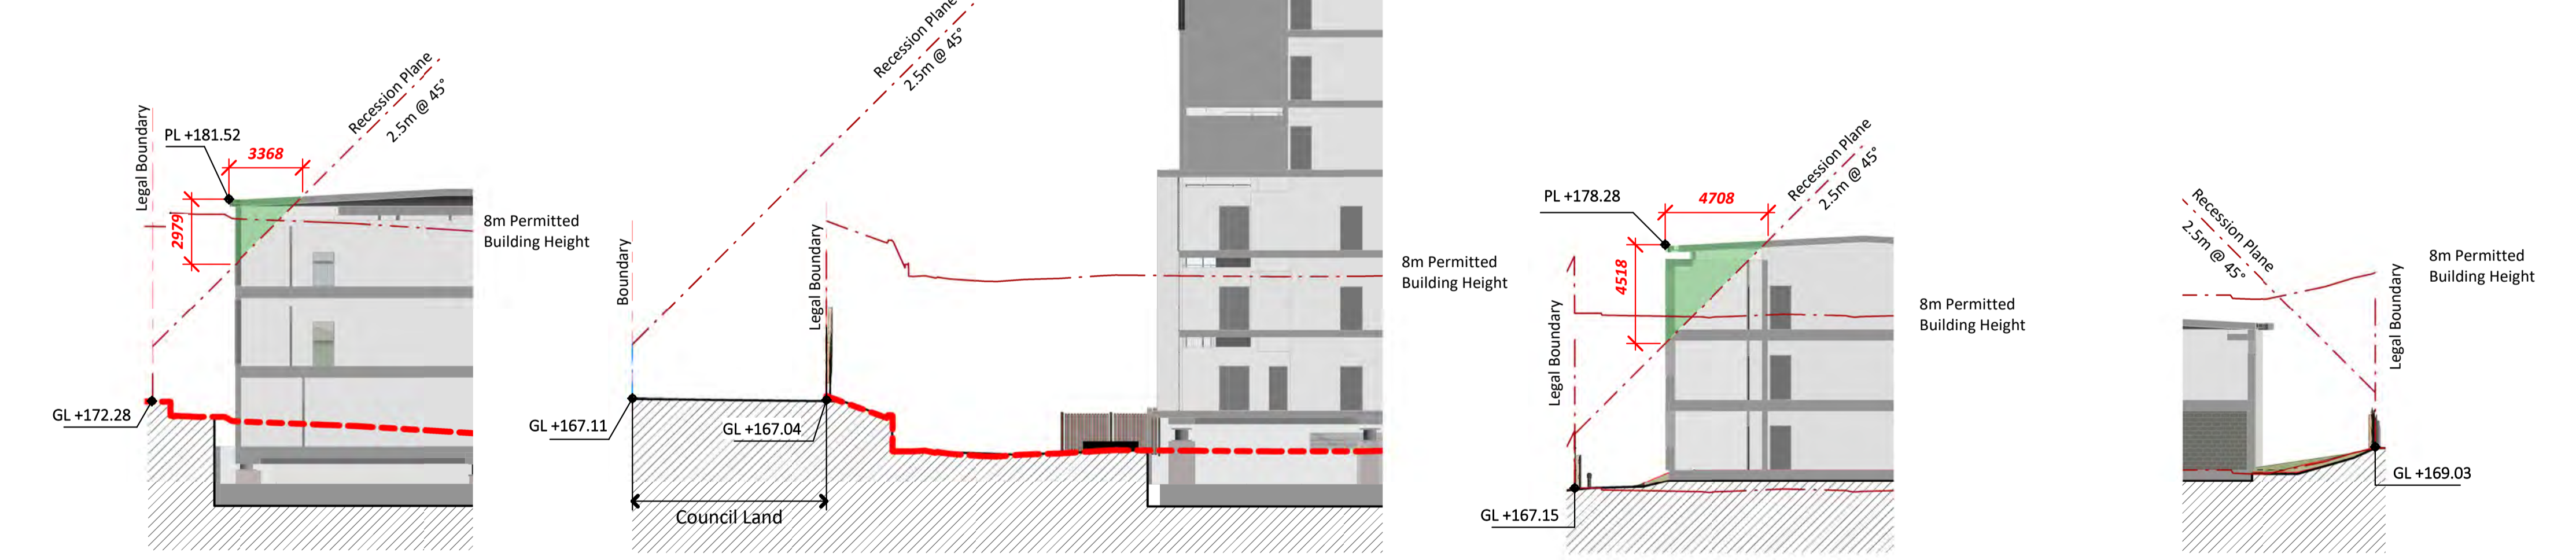 Legal Boundary
PL +181.52
3368
2979
Recession Plane
2.5m @ 45°
8m Permitted
Building Height
GL +172.28
Boundary
Recession Plane
2.5m @ 45°
Legal Boundary
8m Permitted
Building Height
GL +167.11
GL +167.04
Council Land
PL +178.28
4708
4518
Recession Plane
2.5m @ 45°
Legal Boundary
8m Permitted
Building Height
GL +167.15
Recession Plane
2.5m @ 45°
8m Permitted
Building Height
Legal Boundary
GL +169.03